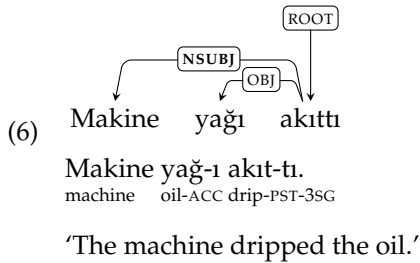 ROOT
NSUBJ
OBJ
(6) Makine yağı akıttı
Makine yağ-ı akıt-tı.
machine oil-ACC drip-PST-3SG
‘The machine dripped the oil.’